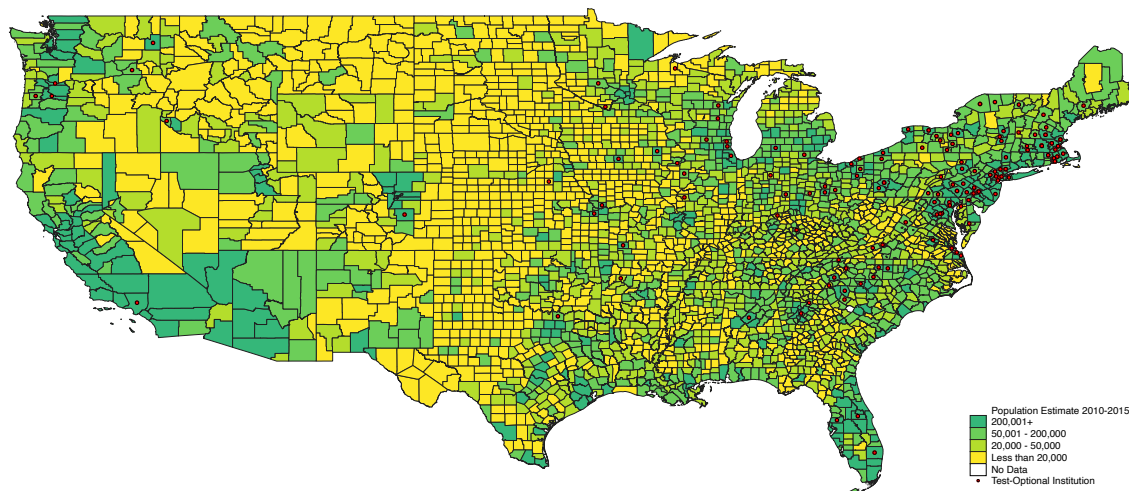 Population Estimate 2010-2015
200,001+
50,001 - 200,000
20,000 - 50,000
Less than 20,000
No Data
Test-Optional Institution